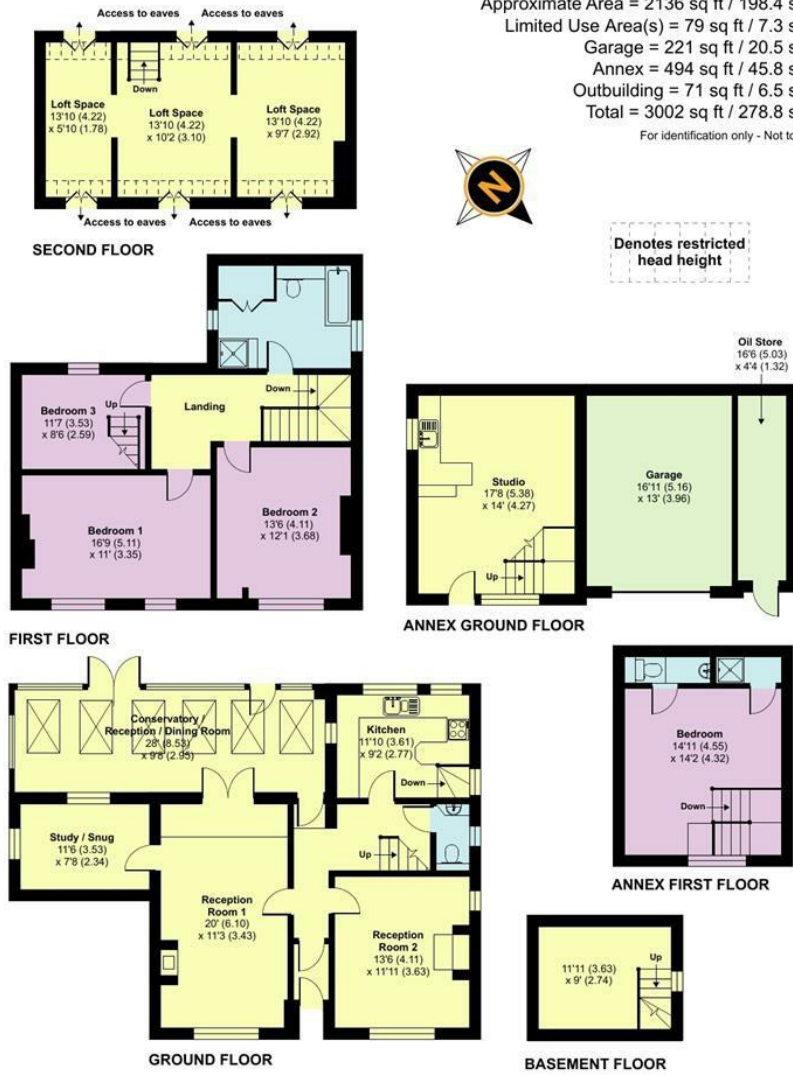 Approximate Area = 2136 sq ft / 198.4 s
Limited Use Area(s) = 79 sq ft / 7.3 s
Garage = 221 sq ft / 20.5 s
Annex = 494 sq ft / 45.8 s
Outbuilding = 71 sq ft / 6.5 s
Total = 3002 sq ft / 278.8 s
For identification only - Not to
N
Denotes restricted
head height
Access to eaves
Access to eaves
Down
Loft Space
13'10 (4.22)
x 5'10 (1.78)
Loft Space
13'10 (4.22)
x 10'2 (3.10)
Loft Space
13'10 (4.22)
x 9'7 (2.92)
Access to eaves
Access to eaves
SECOND FLOOR
Bedroom 3
11'7 (3.53)
x 8'6 (2.59)
Up
Landing
Down
Bedroom 1
16'9 (5.11)
x 11' (3.35)
Bedroom 2
13'6 (4.11)
x 12'1 (3.68)
FIRST FLOOR
Oil Store
16'6 (5.03)
x 4'4 (1.32)
Studio
17'8 (5.38)
x 14' (4.27)
Up
Garage
16'11 (5.16)
x 13' (3.96)
ANNEX GROUND FLOOR
Conservatory /
Reception / Dining Room
28' (8.53)
x 9'8 (2.95)
Kitchen
11'10 (3.61)
x 9'2 (2.77)
Down
Study / Snug
11'6 (3.53)
x 7'8 (2.34)
Up
Reception
Room 1
20' (6.10)
x 11'3 (3.43)
Reception
Room 2
13'6 (4.11)
x 11'11 (3.63)
GROUND FLOOR
Bedroom
14'11 (4.55)
x 14'2 (4.32)
Down
ANNEX FIRST FLOOR
11'11 (3.63)
x 9' (2.74)
Up
BASEMENT FLOOR